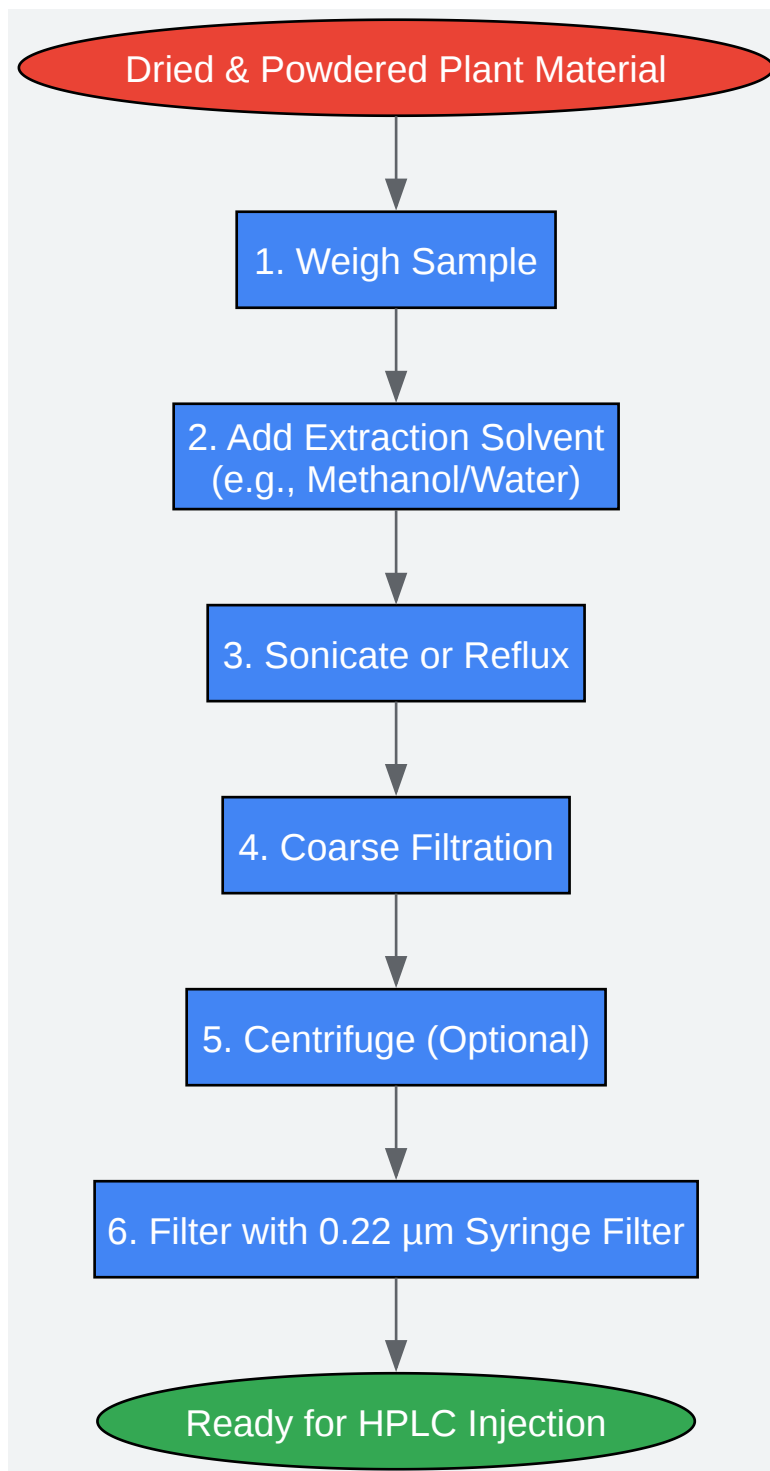 Dried & Powdered Plant Material
1. Weigh Sample
2. Add Extraction Solvent
(e.g., Methanol/Water)
3. Sonicate or Reflux
4. Coarse Filtration
5. Centrifuge (Optional)
6. Filter with 0.22 µm Syringe Filter
Ready for HPLC Injection